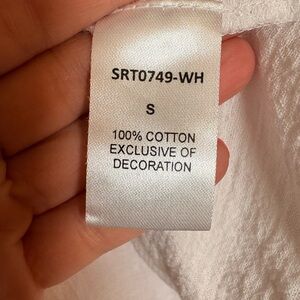 SRT0749-WH
S
100% COTTON
EXCLUSIVE OF
DECORATION